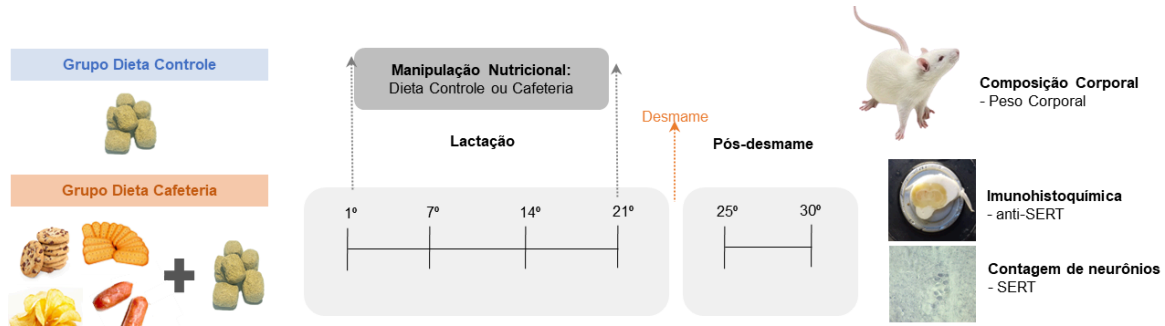 Grupo Dieta Controle
Grupo Dieta Cafeteria
Manipulação Nutricional:
Dieta Controle ou Cafeteria
Lactação
Desmame
Pós-desmame
1º
7º
14º
21º
25º
30º
Composição Corporal
- Peso Corporal
Imunohistoquímica
- anti-SERT
Contagem de neurônios
- SERT